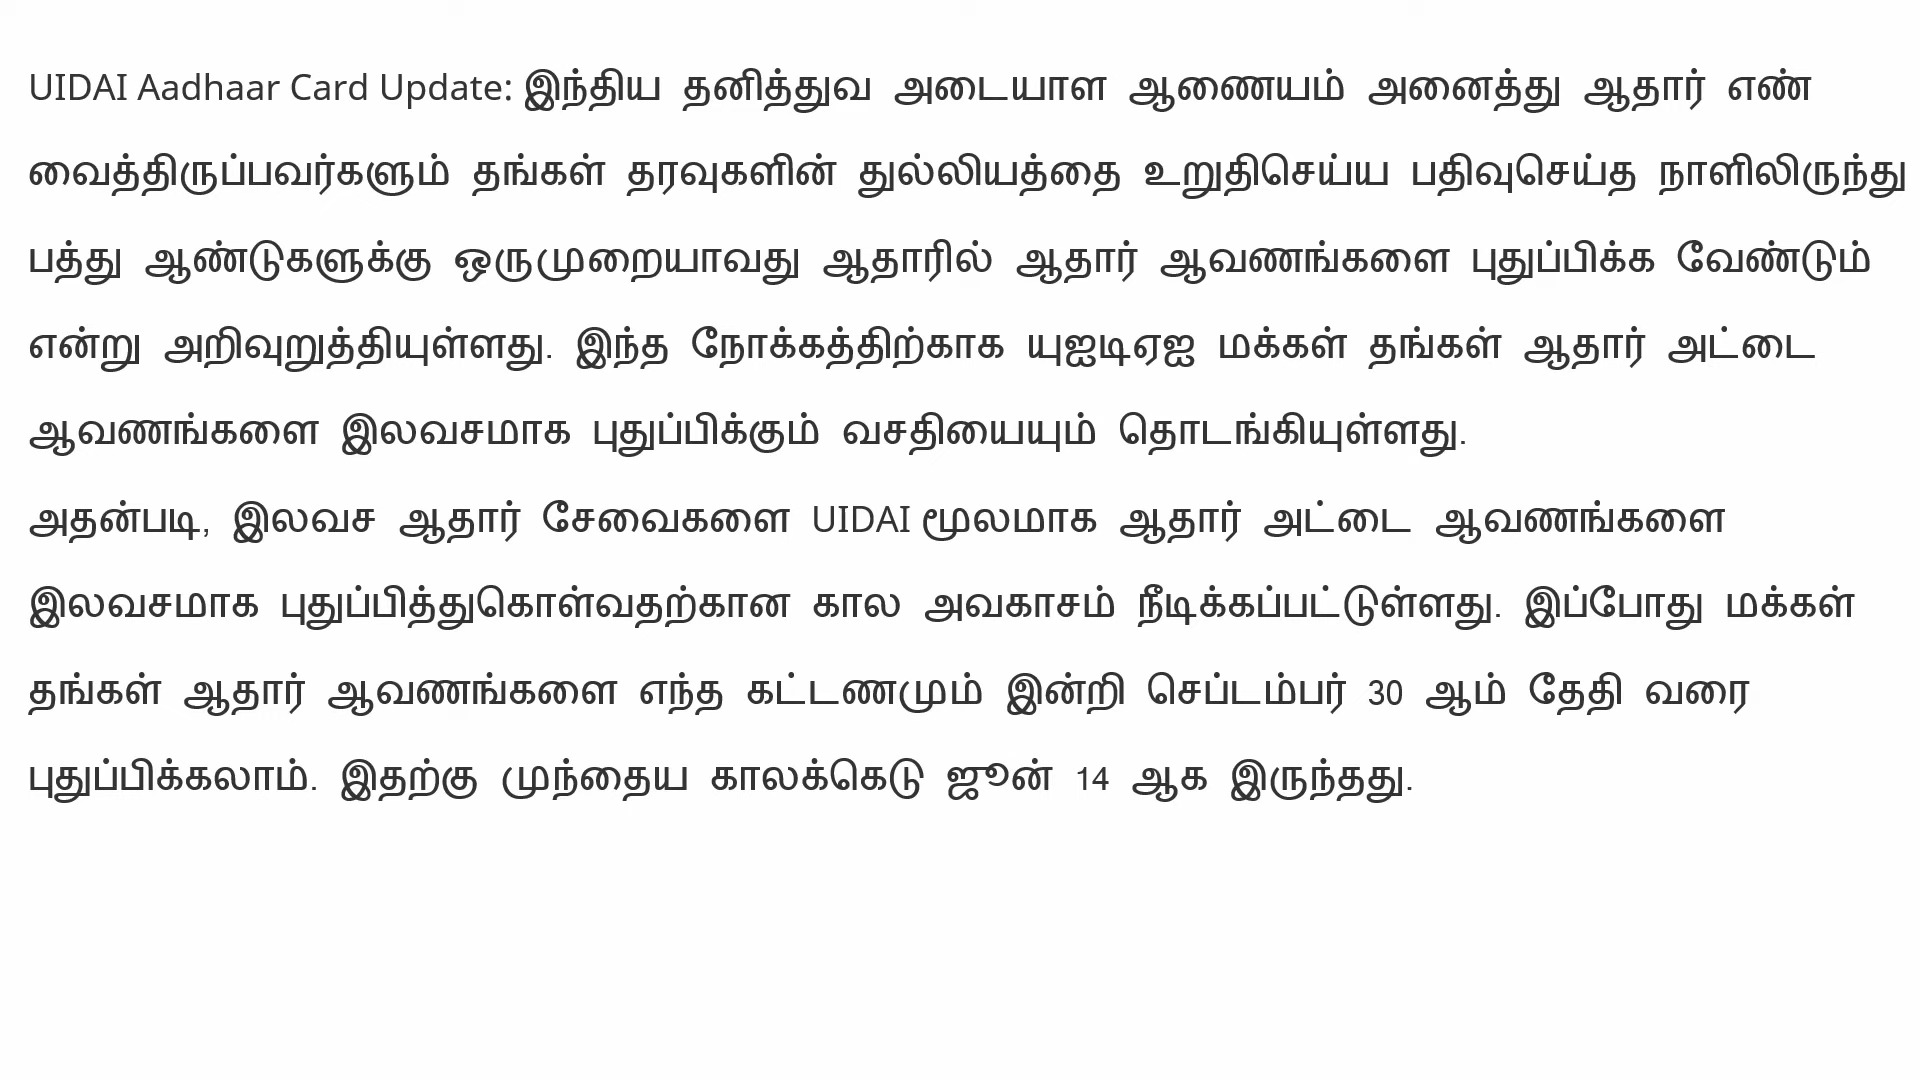 UIDAI Aadhaar Card Update: இந்திய தனித்துவ அடையாள ஆணையம் அனைத்து ஆதார் எண்
வைத்திருப்பவர்களும் தங்கள் தரவுகளின் துல்லியத்தை உறுதிசெய்ய பதிவுசெய்த நாளிலிருந்து
பத்து ஆண்டுகளுக்கு ஒருமுறையாவது ஆதாரில் ஆதார் ஆவணங்களை புதுப்பிக்க வேண்டும்
என்று அறிவுறுத்தியுள்ளது. இந்த நோக்கத்திற்காக யுஐடிஏஐ மக்கள் தங்கள் ஆதார் அட்டை
ஆவணங்களை இலவசமாக புதுப்பிக்கும் வசதியையும் தொடங்கியுள்ளது.
அதன்படி, இலவச ஆதார் சேவைகளை UIDAI மூலமாக ஆதார் அட்டை ஆவணங்களை
இலவசமாக புதுப்பித்துகொள்வதற்கான கால அவகாசம் நீடிக்கப்பட்டுள்ளது. இப்போது மக்கள்
தங்கள் ஆதார் ஆவணங்களை எந்த கட்டணமும் இன்றி செப்டம்பர் 30 ஆம் தேதி வரை
புதுப்பிக்கலாம். இதற்கு முந்தைய காலக்கெடு ஜூன் 14 ஆக இருந்தது.